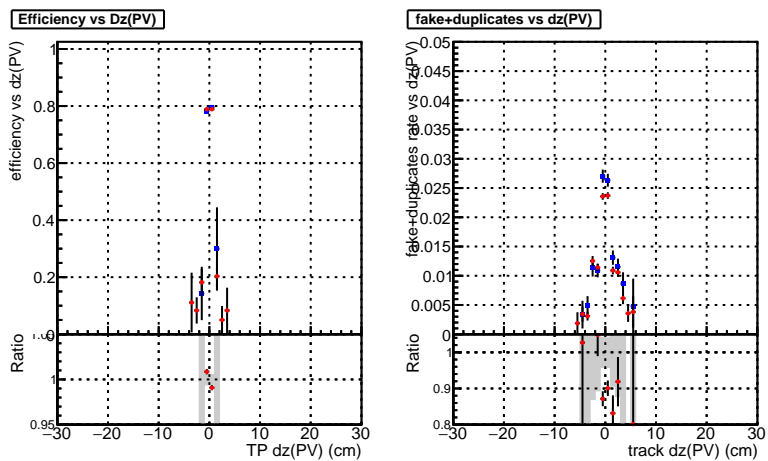 Efficiency vs Dz(PV)
efficiency vs dz(PV)
1
0.8
0.6
0.4
0.2
0
Ratio
1
0.95
−30 −20 −10 0 10 20 30
TP dz(PV) (cm)
fake+duplicates vs dz(PV)
fake+duplicates rate vs dz(PV)
0.05
0.045
0.04
0.035
0.03
0.025
0.02
0.015
0.01
0.005
0
Ratio
1
0.9
0.8
−30 −20 −10 0 10 20 30
track dz(PV) (cm)